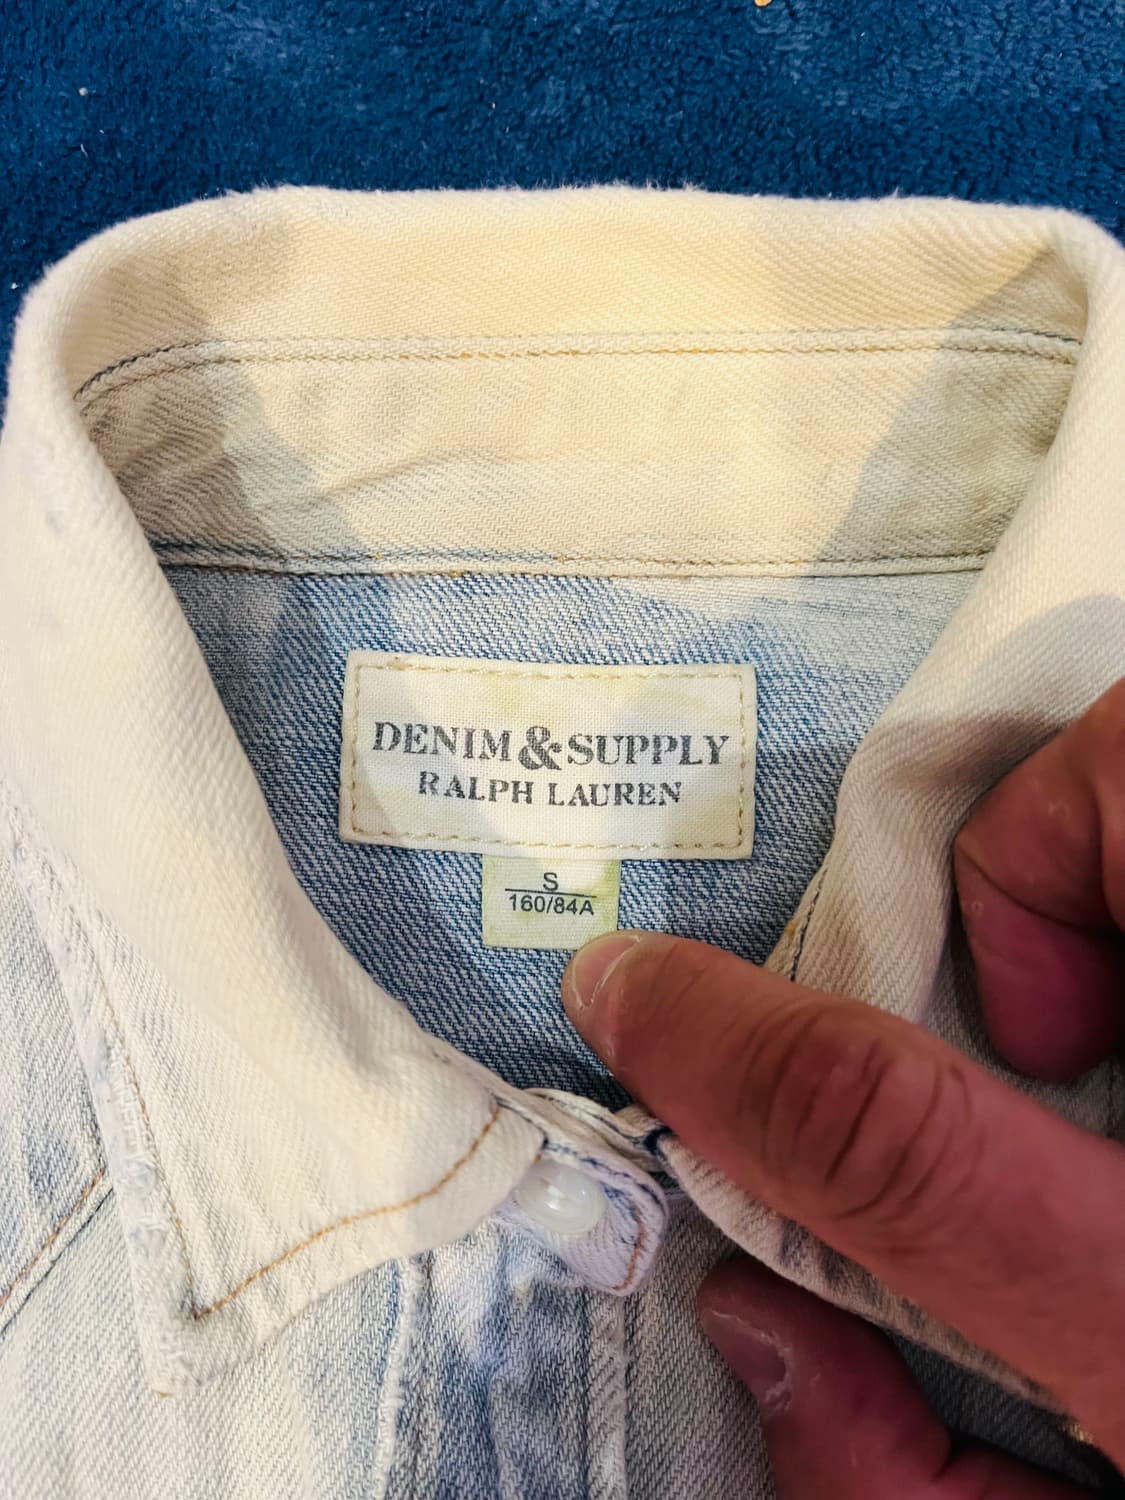 DENIM & SUPPLY
RALPH LAUREN
S
160/84A